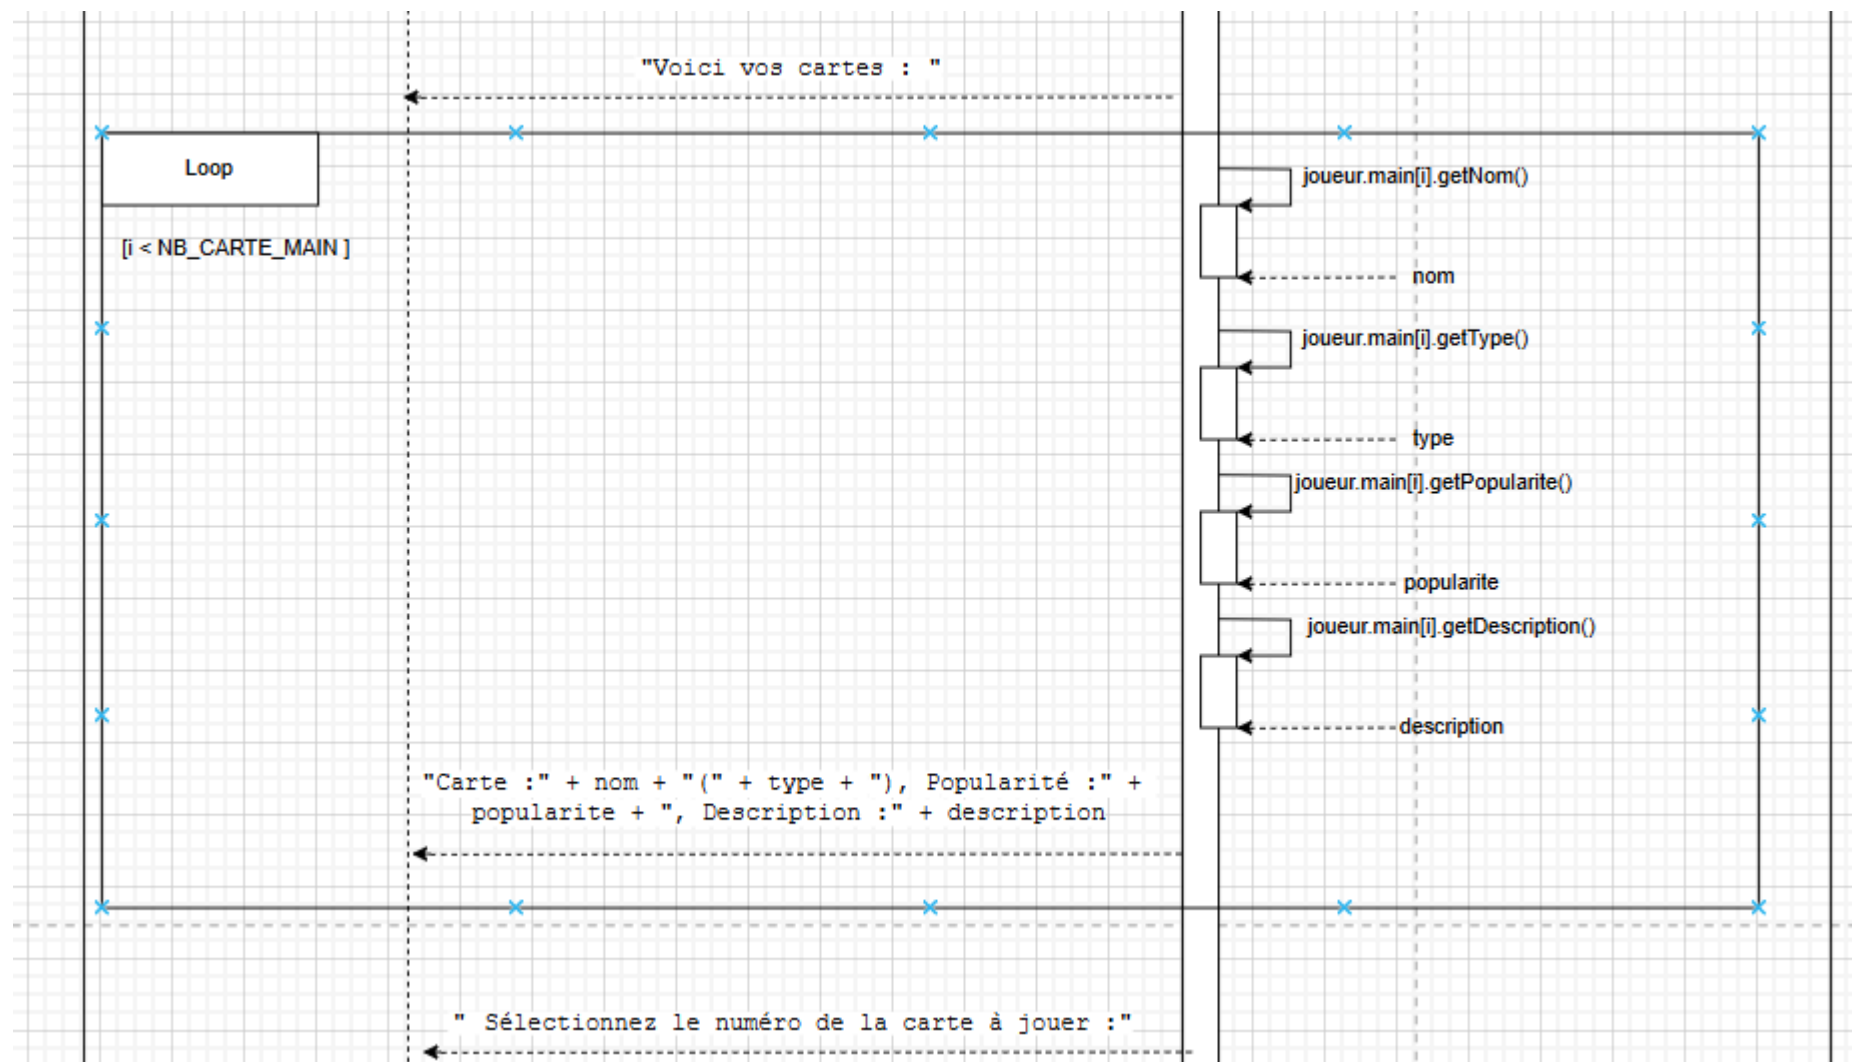 "Voici vos cartes : "
Loop
joueur.main[i].getNom()
[i < NB_CARTE_MAIN ]
nom
joueur.main[i].getType()
type
joueur.main[i].getPopularite()
popularite
joueur.main[i].getDescription()
description
"Carte :" + nom + "(" + type + "), Popularité :" +
popularite + ", Description :" + description
" Sélectionnez le numéro de la carte à jouer :"